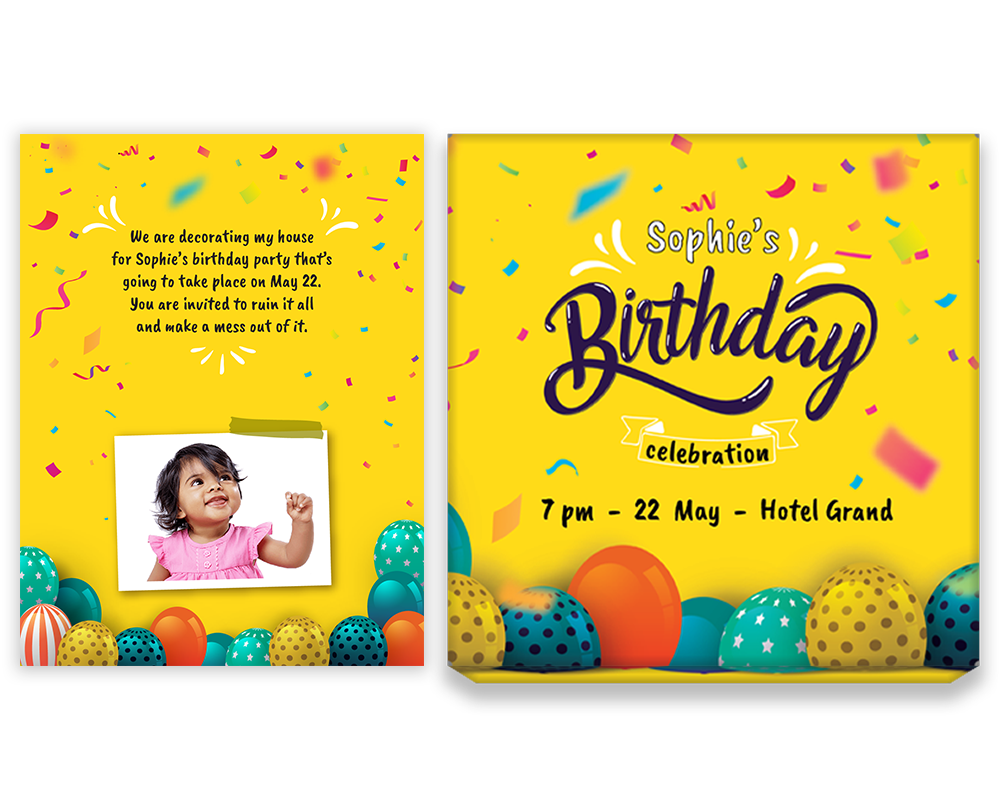 We are decorating my house
for Sophie's birthday party that's
going to take place on May 22.
You are invited to ruin it all
and make a mess out of it.
Sophie's
Birthday
celebration
7 pm - 22 May - Hotel Grand